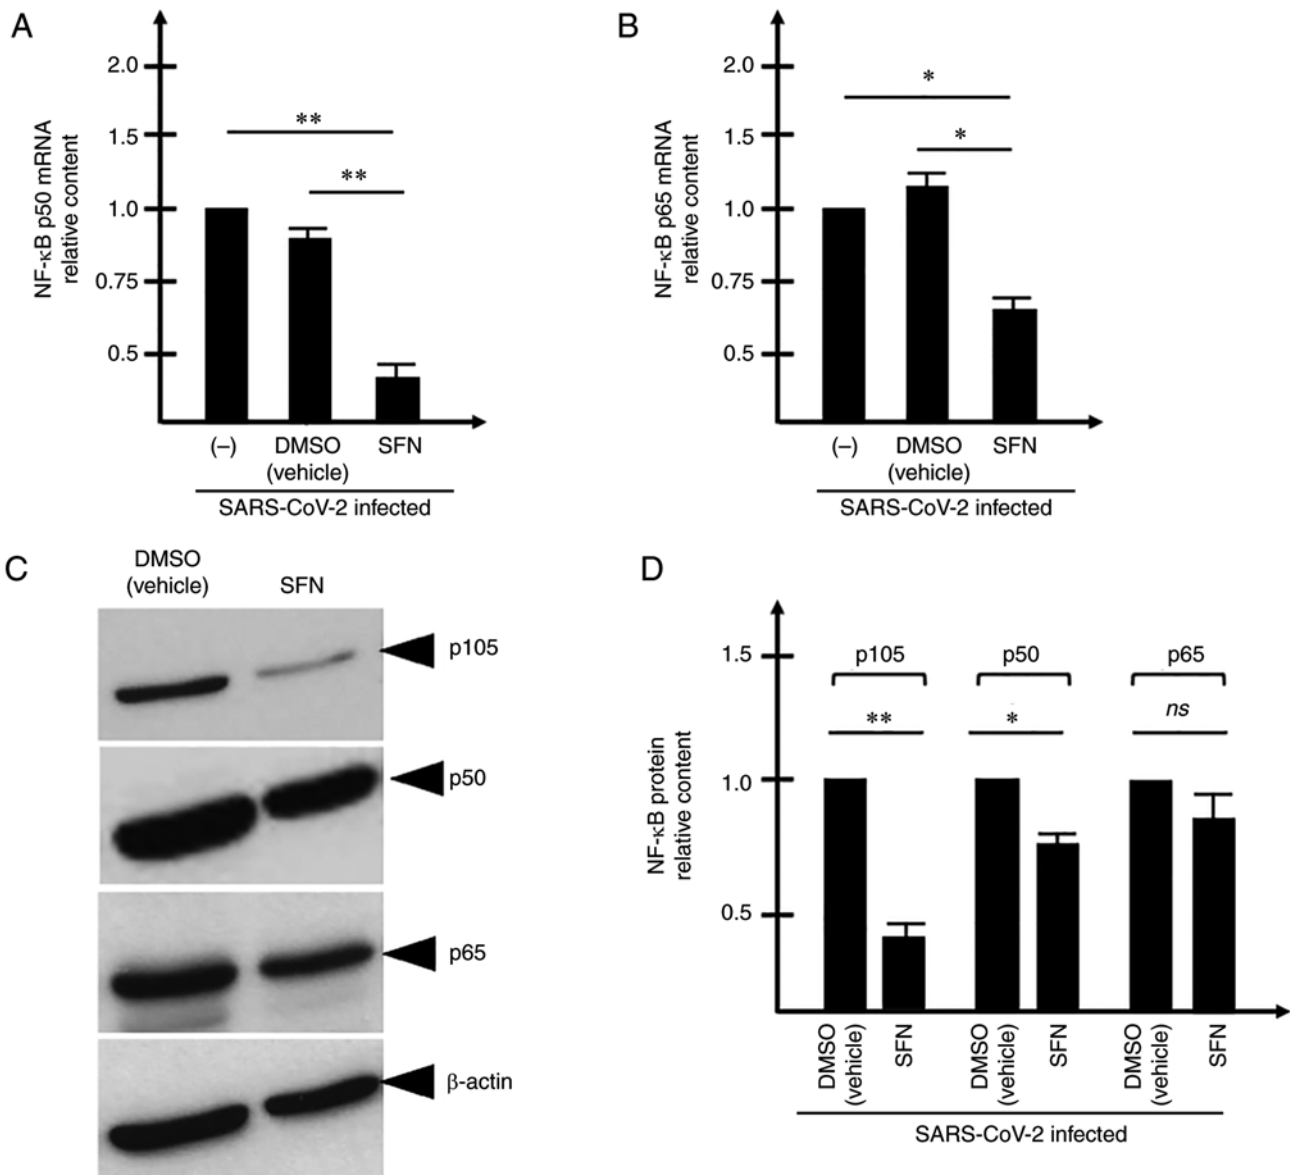 A
NF-κB p50 mRNA
relative content
2.0
1.5
1.0
0.75
0.5
**
**
(–)
DMSO
(vehicle)
SFN
SARS-CoV-2 infected
B
NF-κB p65 mRNA
relative content
2.0
1.5
1.0
0.75
0.5
*
*
(–)
DMSO
(vehicle)
SFN
SARS-CoV-2 infected
C
DMSO
(vehicle)
SFN
p105
p50
p65
β-actin
D
NF-κB protein
relative content
1.5
1.0
0.5
p105
p50
p65
**
*
ns
DMSO
(vehicle)
SFN
DMSO
(vehicle)
SFN
DMSO
(vehicle)
SFN
SARS-CoV-2 infected